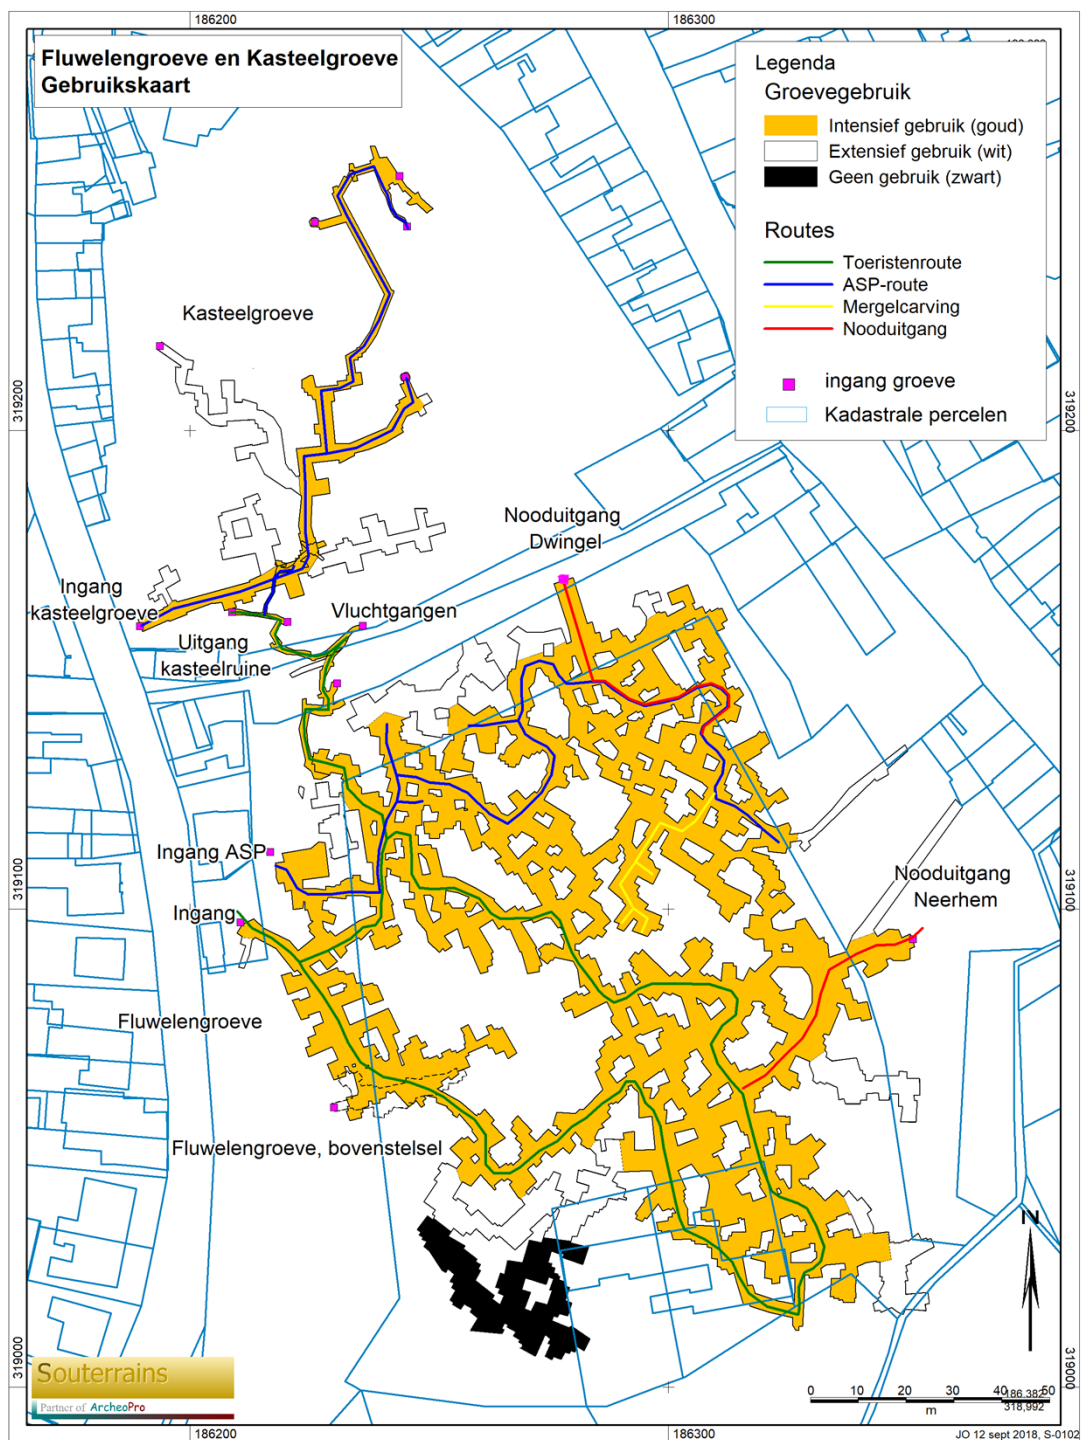 186200
186300
Fluwelengroeve en Kasteelgroeve
Gebruikskaart
Legenda
Groevegebruik
Intensief gebruik (goud)
Extensief gebruik (wit)
Geen gebruik (zwart)
Routes
Toeristenroute
ASP-route
Mergelcarving
Nooduitgang
ingang groeve
Kadastrale percelen
Kasteelgroeve
319200
319200
Nooduitgang
Dwingel
Ingang
kasteelgroeve
Vluchtgangen
Uitgang
kasteelruine
Ingang ASP
Ingang
Nooduitgang
Neerhem
319100
319100
Fluwelengroeve
Fluwelengroeve, bovenstelsel
N
319000
319000
Souterrains
Partner of ArcheoPro
0 10 20 30 40 50
m
186.382
318,992
186200
186300
JO 12 sept 2018, S-0102